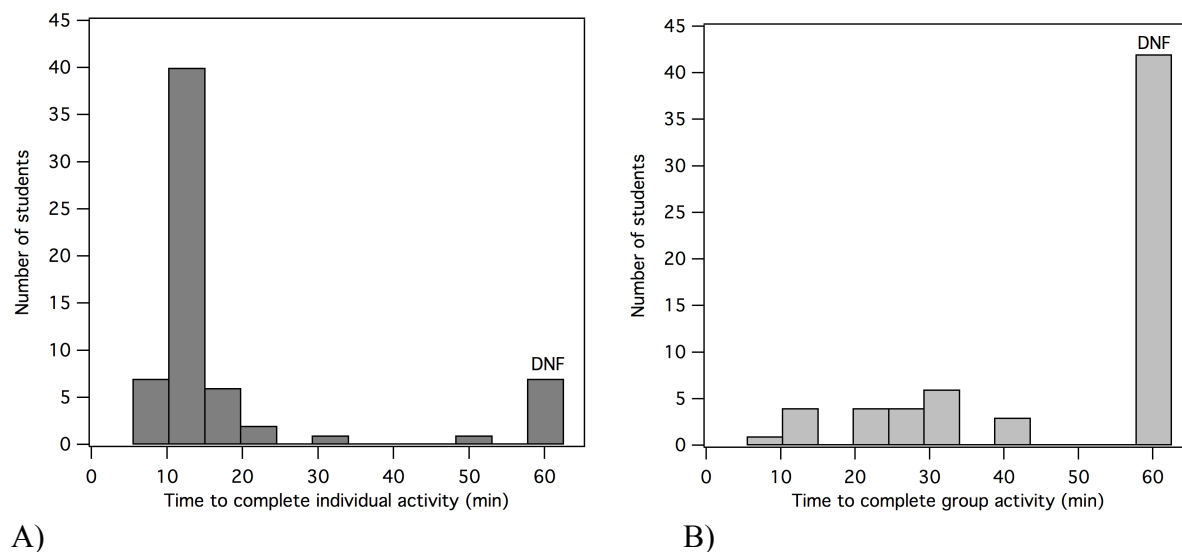 45
40
35
30
25
20
15
10
5
0
Number of students
DNF
0 10 20 30 40 50 60
Time to complete individual activity (min)
A)
45
40
35
30
25
20
15
10
5
0
Number of students
DNF
0 10 20 30 40 50 60
Time to complete group activity (min)
B)